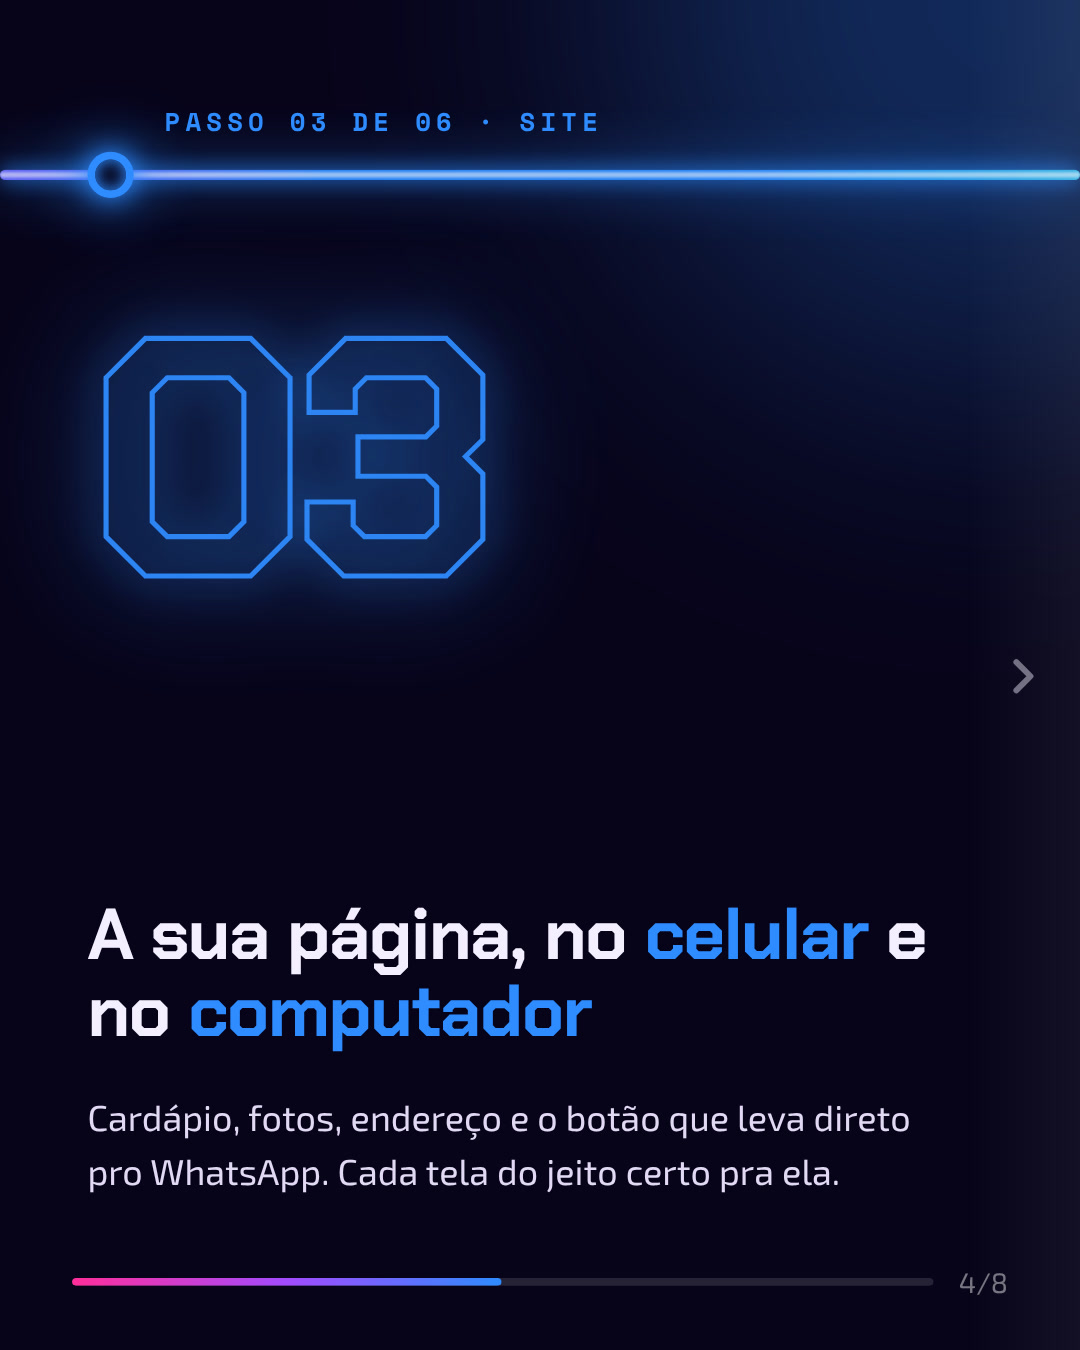 PASSO 03 DE 06 · SITE
03
A sua página, no celular e
no computador
Cardápio, fotos, endereço e o botão que leva direto
pro WhatsApp. Cada tela do jeito certo pra ela.
4/8